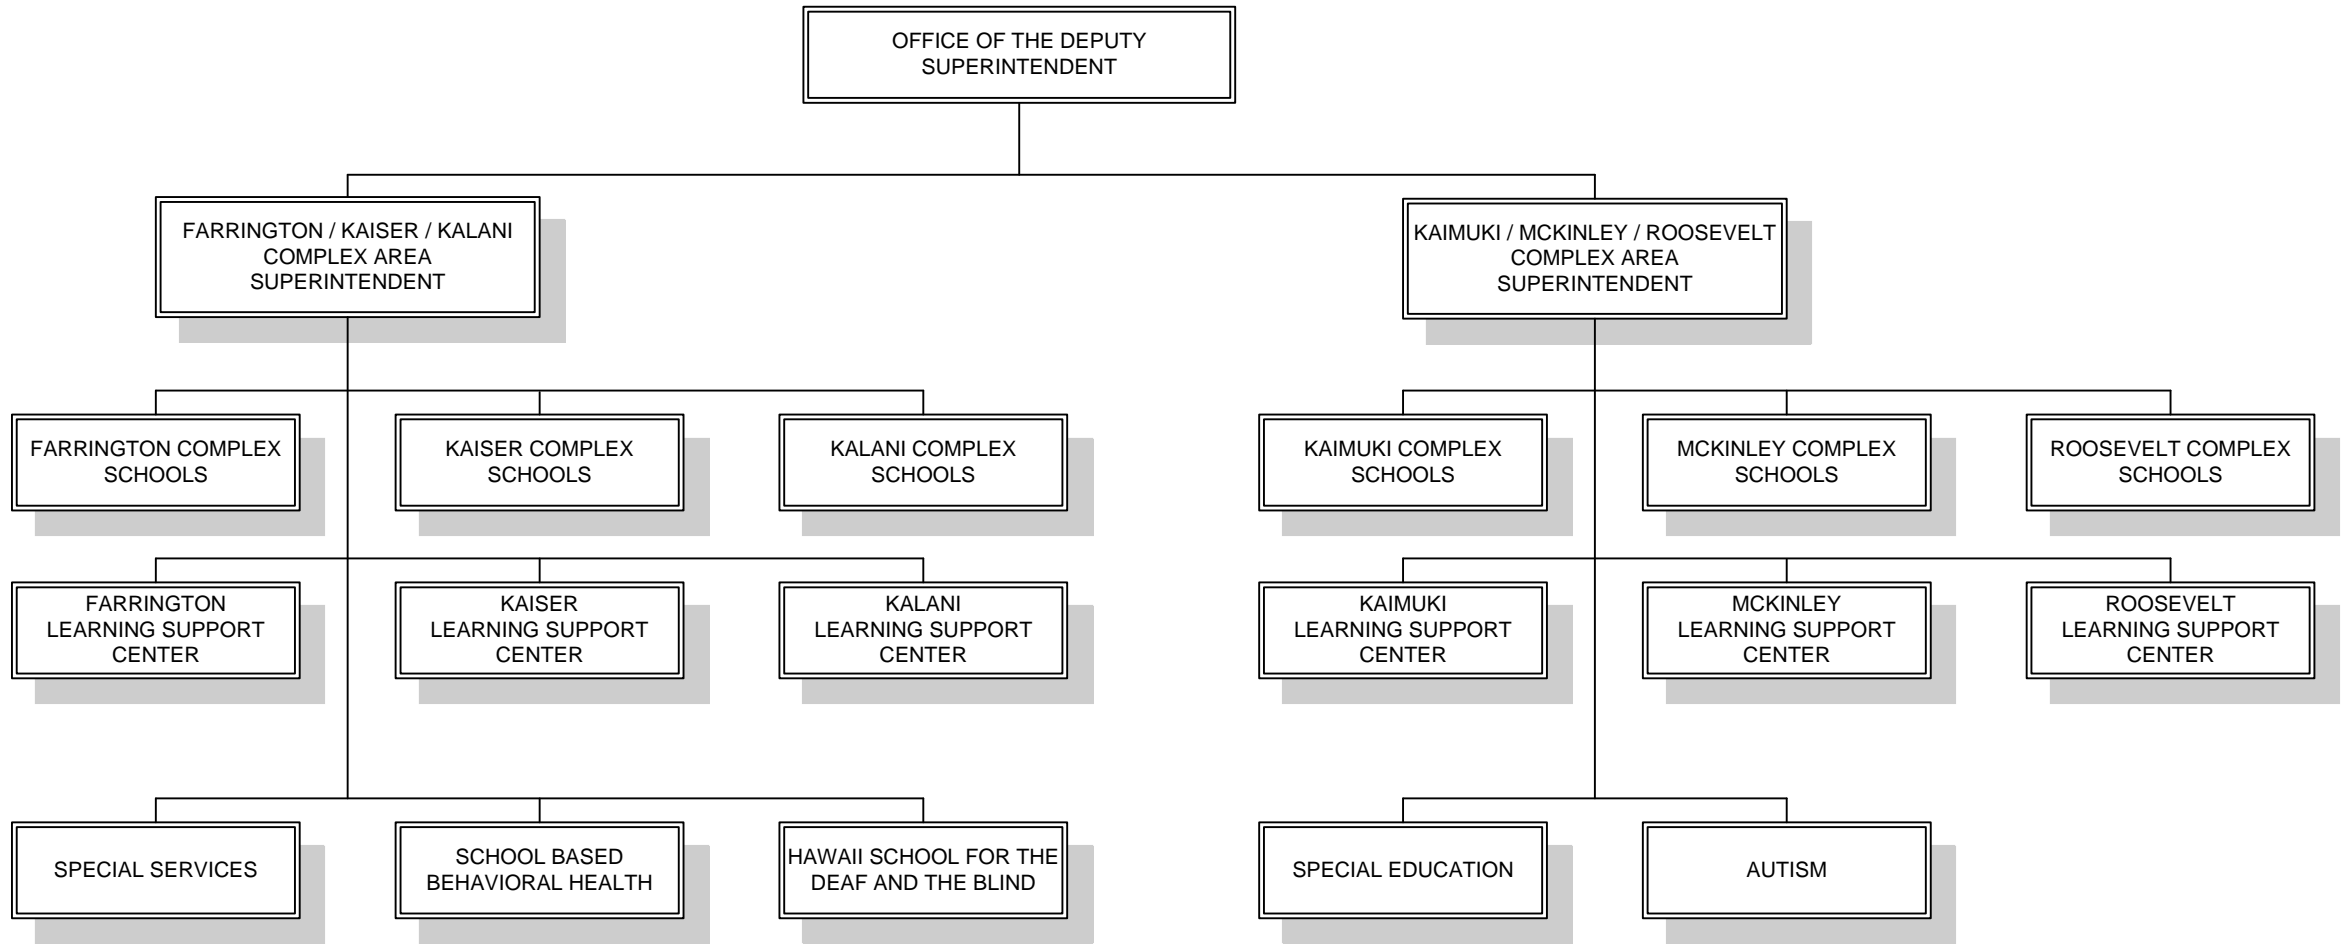 OFFICE OF THE DEPUTY
SUPERINTENDENT
FARRINGTON / KAISER / KALANI
COMPLEX AREA
SUPERINTENDENT
KAIMUKI / MCKINLEY / ROOSEVELT
COMPLEX AREA
SUPERINTENDENT
FARRINGTON COMPLEX
SCHOOLS
KAISER COMPLEX
SCHOOLS
KALANI COMPLEX
SCHOOLS
KAIMUKI COMPLEX
SCHOOLS
MCKINLEY COMPLEX
SCHOOLS
ROOSEVELT COMPLEX
SCHOOLS
FARRINGTON
LEARNING SUPPORT
CENTER
KAISER
LEARNING SUPPORT
CENTER
KALANI
LEARNING SUPPORT
CENTER
KAIMUKI
LEARNING SUPPORT
CENTER
MCKINLEY
LEARNING SUPPORT
CENTER
ROOSEVELT
LEARNING SUPPORT
CENTER
SPECIAL SERVICES
SCHOOL BASED
BEHAVIORAL HEALTH
HAWAII SCHOOL FOR THE
DEAF AND THE BLIND
SPECIAL EDUCATION
AUTISM